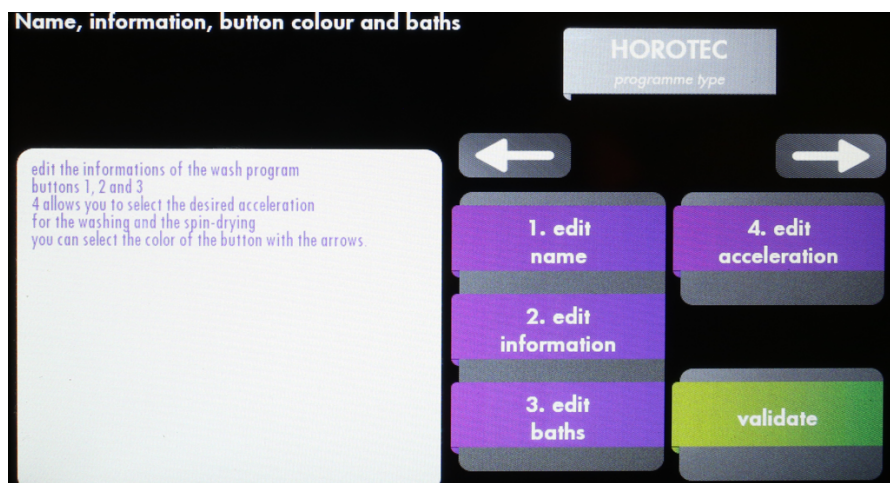 Name, information, button colour and baths
HOROTEC
programme type
edit the informations of the wash program
buttons 1, 2 and 3
4 allows you to select the desired acceleration
for the washing and the spin-drying
you can select the color of the button with the arrows.
1. edit
name
4. edit
acceleration
2. edit
information
3. edit
baths
validate